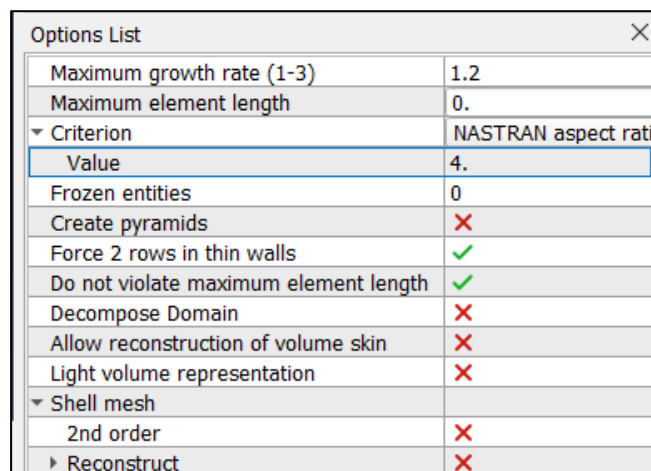 Options List
Maximum growth rate (1-3) 1.2
Maximum element length 0.
Criterion NASTRAN aspect rati
Value 4.
Frozen entities 0
Create pyramids
Force 2 rows in thin walls
Do not violate maximum element length
Decompose Domain
Allow reconstruction of volume skin
Light volume representation
Shell mesh
2nd order
Reconstruct